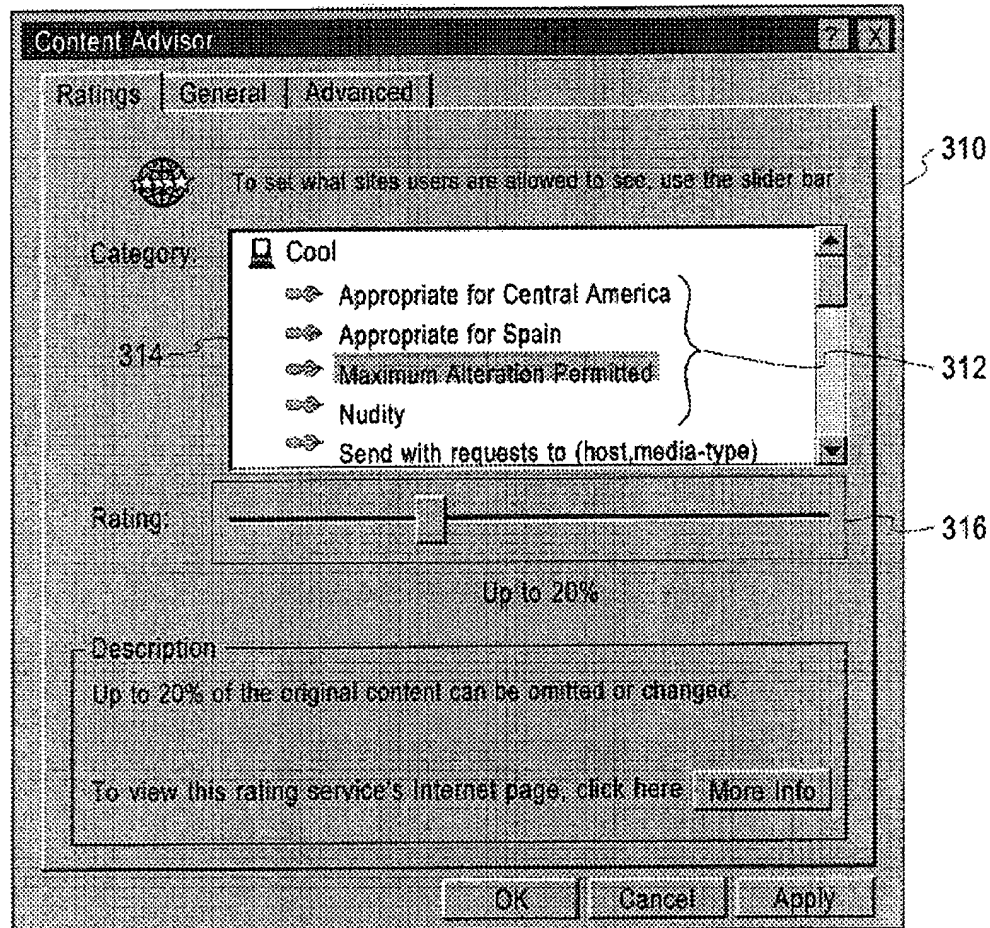 Content Advisor ? X
Ratings General Advanced
310
To set what sites users are allowed to see, use the slider bar
Category:
Cool
Appropriate for Central America
Appropriate for Spain
314
Maximum Alteration Permitted
312
Nudity
Send with requests to (host,media-type)
Rating:
316
Up to 20%
Description
Up to 20% of the original content can be omitted or changed.
To view this rating service's Internet page, click here More Info
OK Cancel Apply